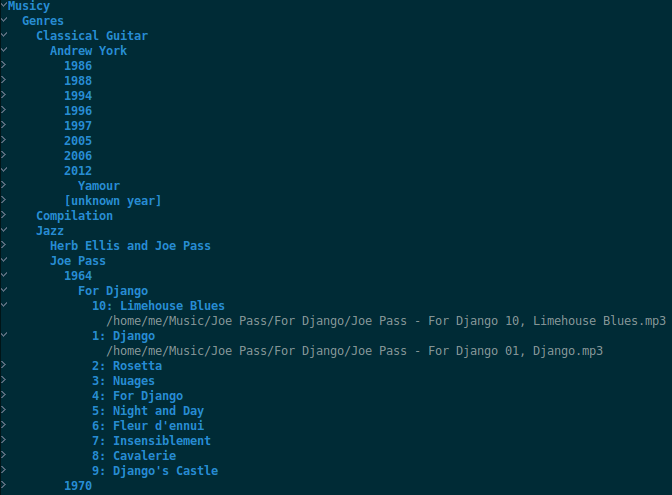 Musicy
Genres
Classical Guitar
Andrew York
1986
1988
1994
1996
1997
2005
2006
2012
Yamour
[unknown year]
Compilation
Jazz
Herb Ellis and Joe Pass
Joe Pass
1964
For Django
10: Limehouse Blues
/home/me/Music/Joe Pass/For Django/Joe Pass - For Django 10, Limehouse Blues.mp3
1: Django
/home/me/Music/Joe Pass/For Django/Joe Pass - For Django 01, Django.mp3
2: Rosetta
3: Nuages
4: For Django
5: Night and Day
6: Fleur d'ennui
7: Insensiblement
8: Cavalerie
9: Django's Castle
1970